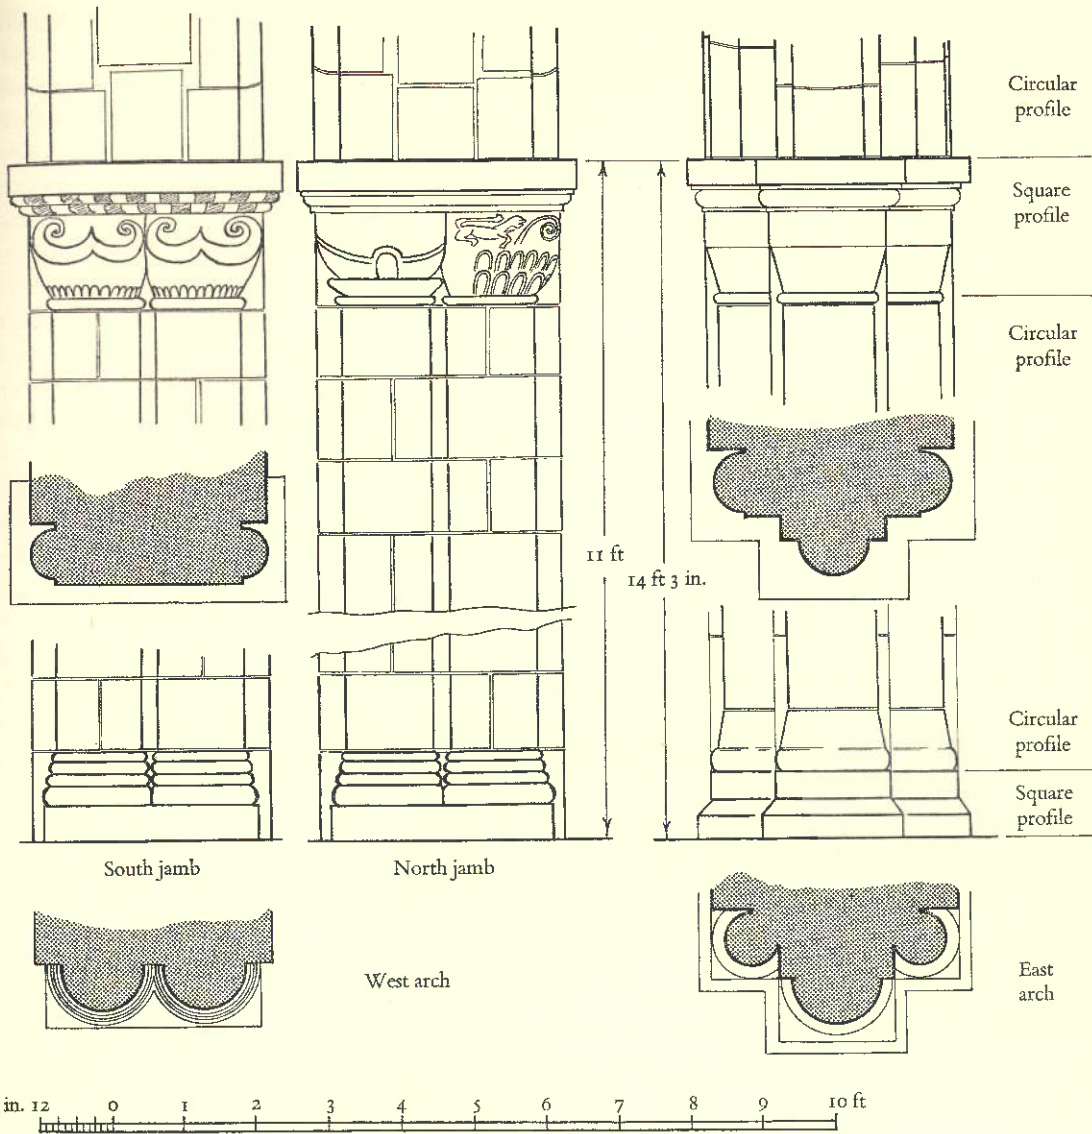 Circular
profile
Square
profile
Circular
profile
11 ft
14 ft 3 in.
Circular
profile
Square
profile
South jamb
North jamb
West arch
East
arch
in. 12 0 1 2 3 4 5 6 7 8 9 10 ft